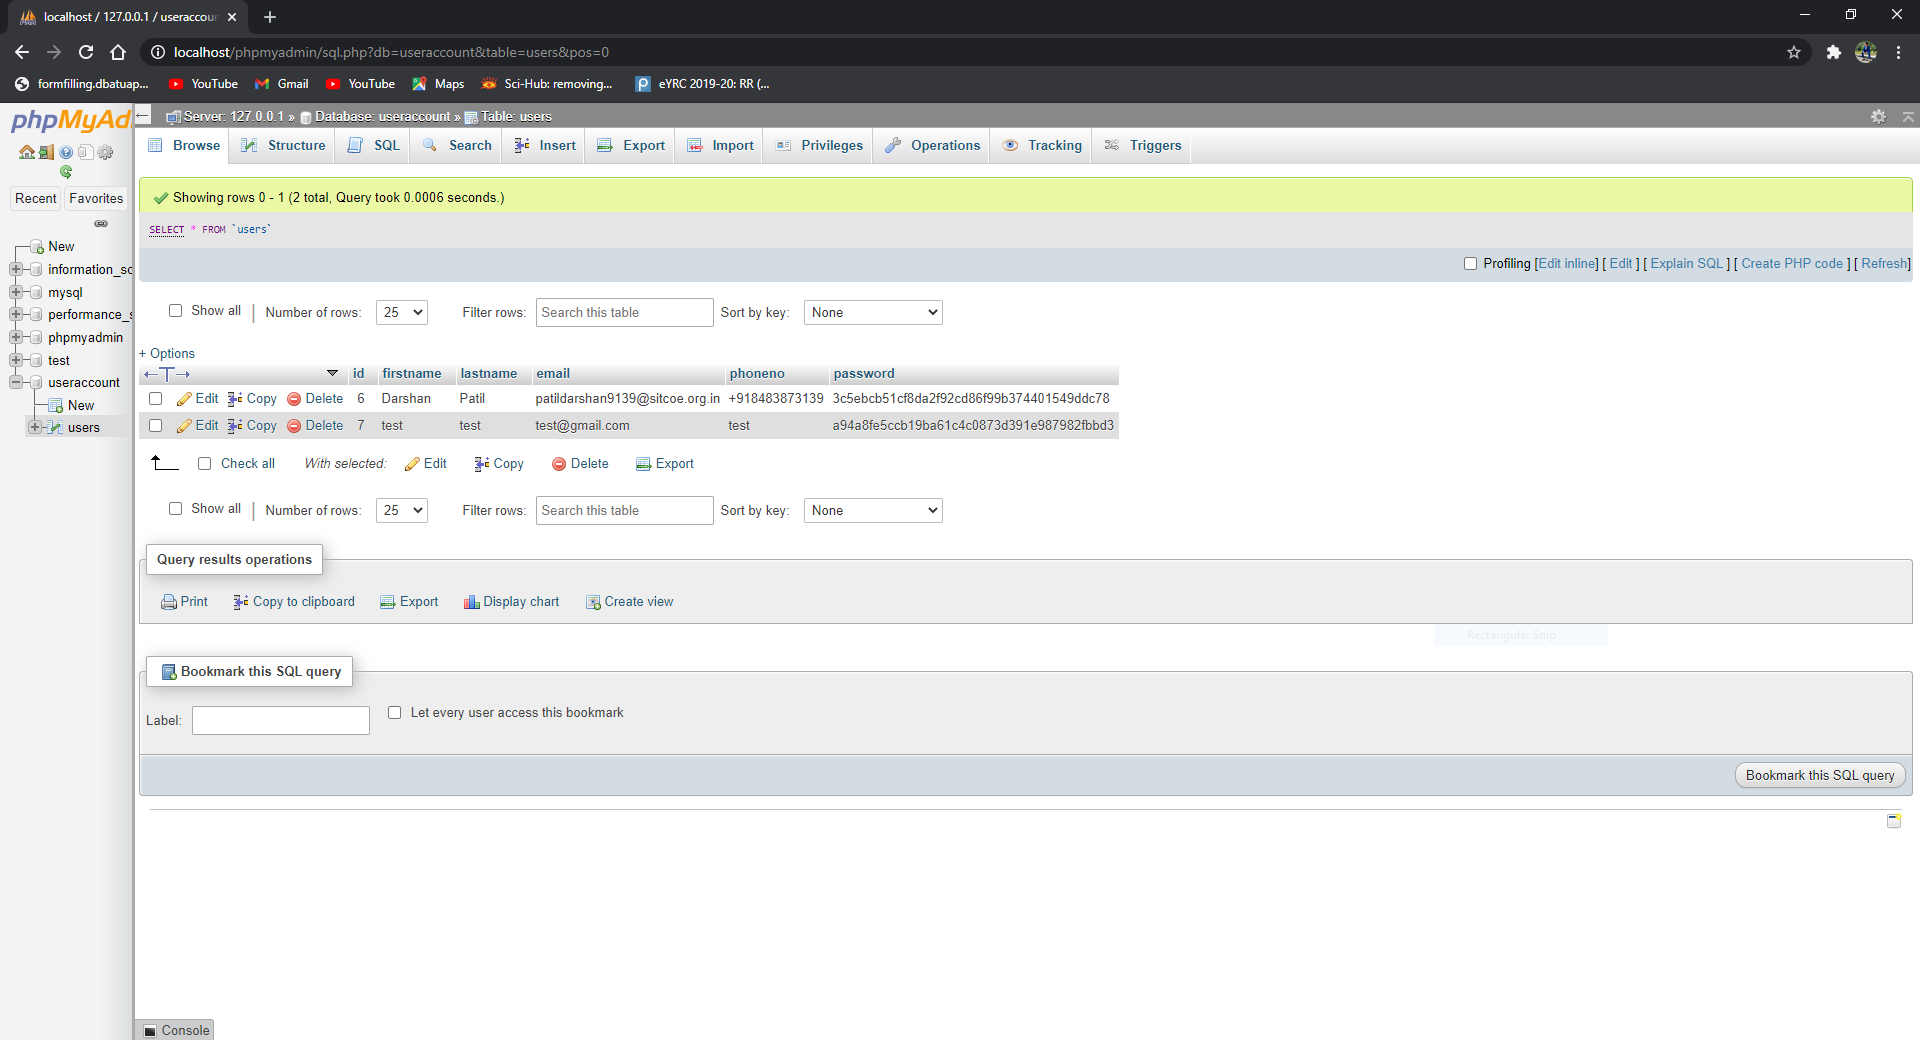 localhost / 127.0.0.1 / useraccoun
localhost/phpmyadmin/sql.php?db=useraccount&table=users&pos=0
formfilling.dbatuap... YouTube Gmail YouTube Maps Sci-Hub: removing... eYRC 2019-20: RR (...
phpMyAd
Server: 127.0.0.1 » Database: useraccount » Table: users
Browse Structure SQL Search Insert Export Import Privileges Operations Tracking Triggers
Recent Favorites
New
information_sc
mysql
performance_s
phpmyadmin
test
useraccount
New
users
Showing rows 0 - 1 (2 total, Query took 0.0006 seconds.)
SELECT * FROM `users`
Profiling [Edit inline] [ Edit ] [ Explain SQL ] [ Create PHP code ] [ Refresh]
Show all | Number of rows: 25 Filter rows: Search this table Sort by key: None
+ Options
←T→ id firstname lastname email phoneno password
Edit Copy Delete 6 Darshan Patil patildarshan9139@sitcoe.org.in +918483873139 3c5ebcb51cf8da2f92cd86f99b374401549ddc78
Edit Copy Delete 7 test test test@gmail.com test a94a8fe5ccb19ba61c4c0873d391e987982fbbd3
Check all With selected: Edit Copy Delete Export
Show all | Number of rows: 25 Filter rows: Search this table Sort by key: None
Query results operations
Print Copy to clipboard Export Display chart Create view
Rectangular Snip
Bookmark this SQL query
Label: Let every user access this bookmark
Bookmark this SQL query
Console